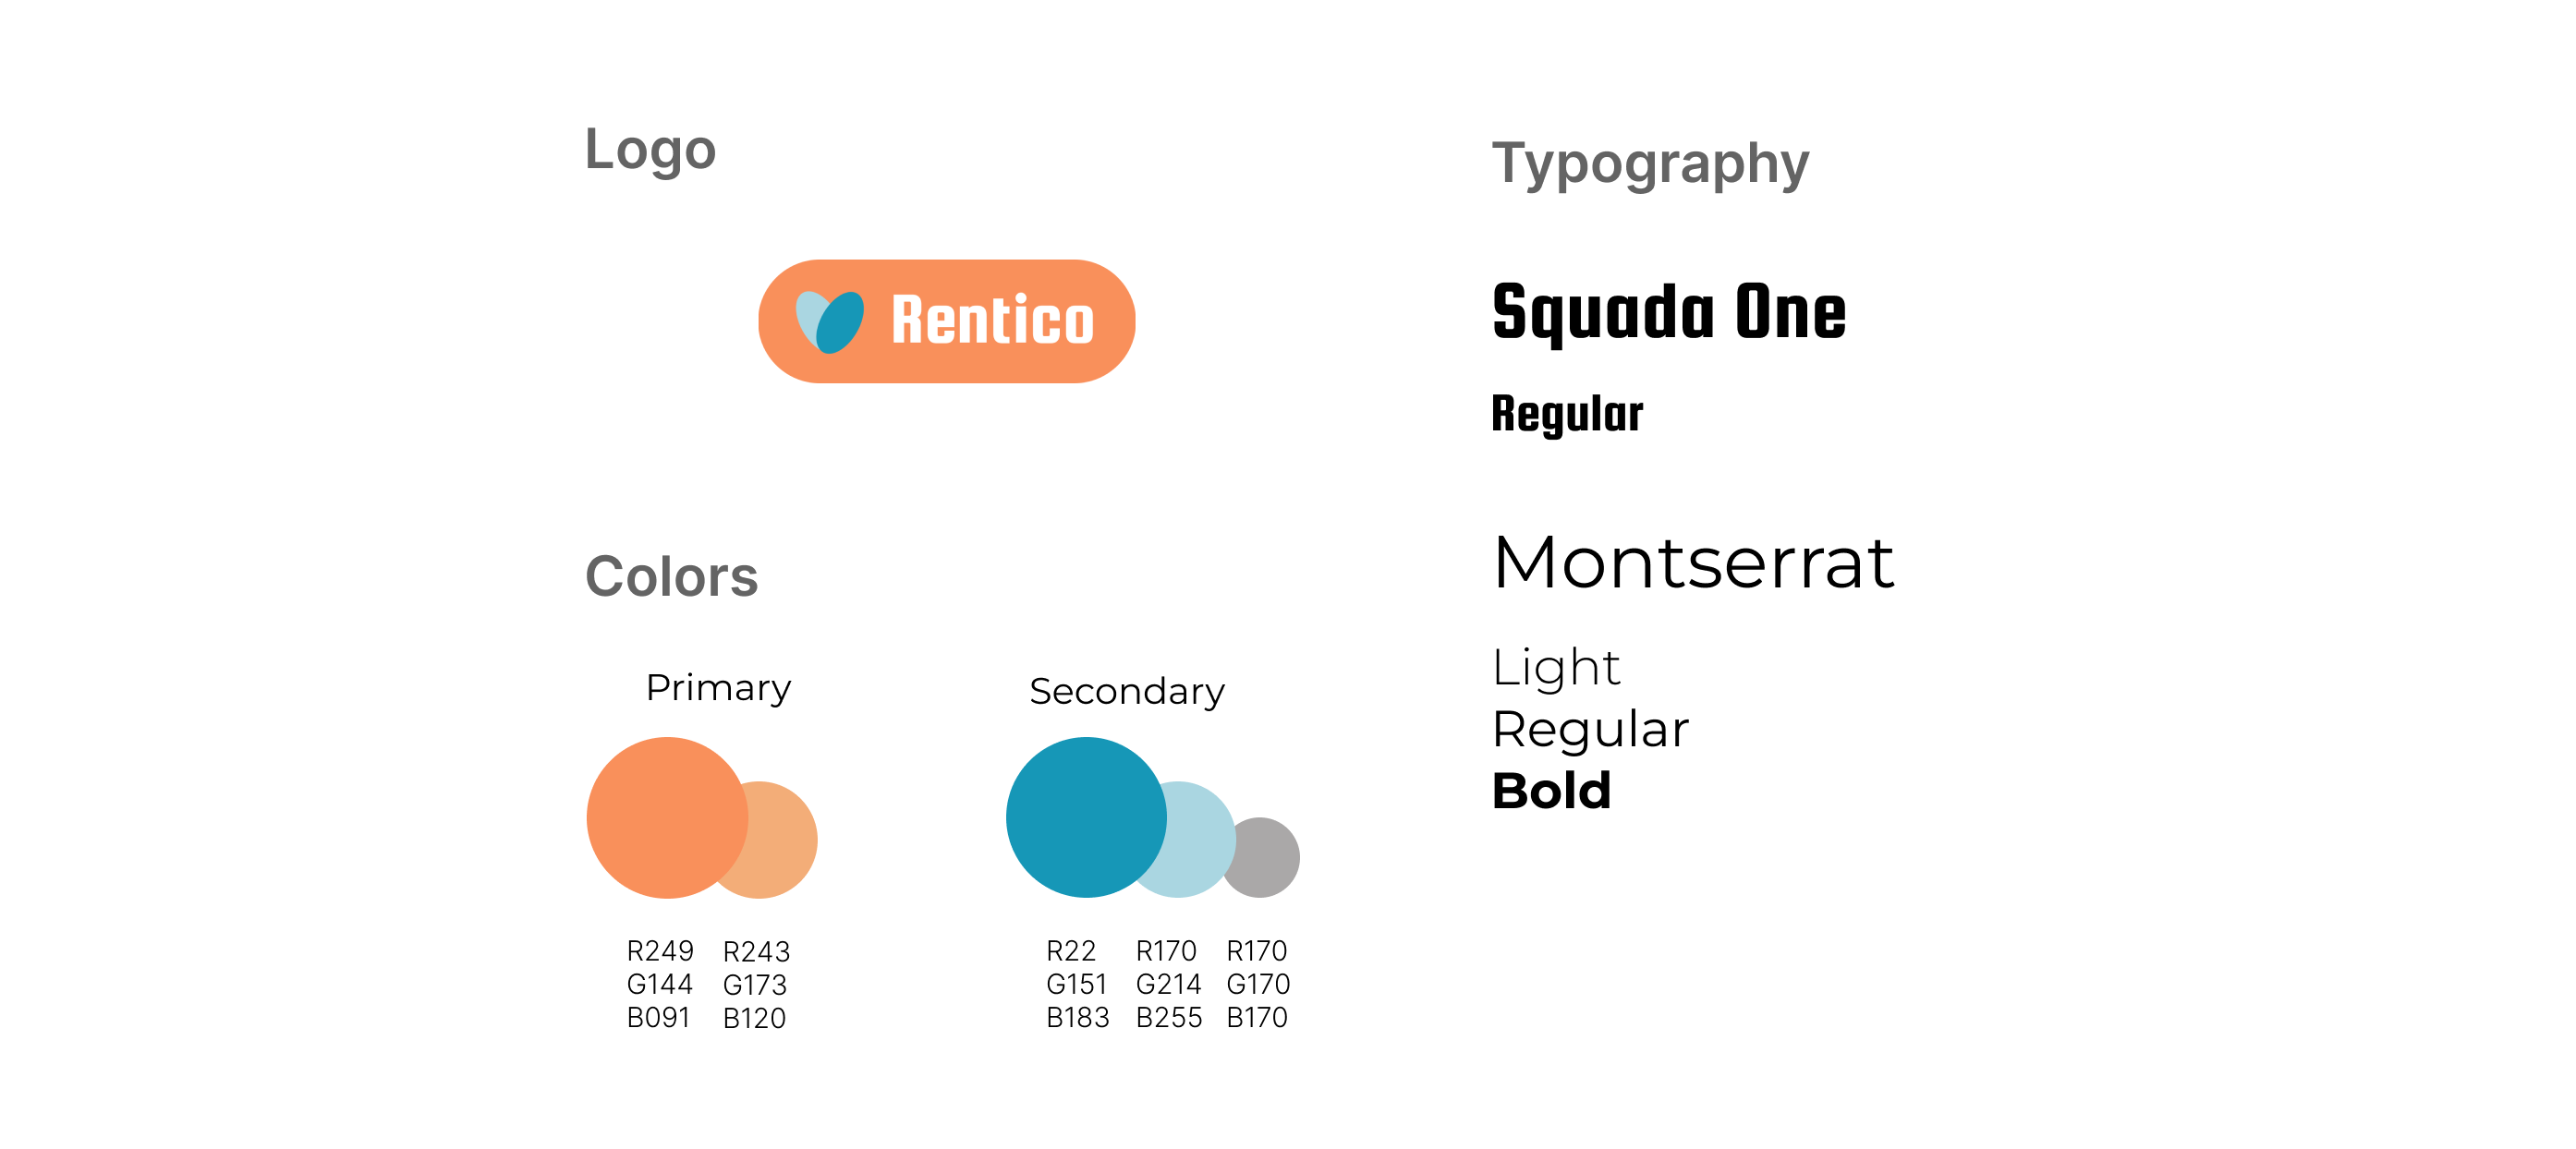 Logo
Rentico
Colors
Primary
Secondary
R249
G144
B091
R243
G173
B120
R22
G151
B183
R170
G214
B255
R170
G170
B170
Typography
Squada One
Regular
Montserrat
Light
Regular
Bold